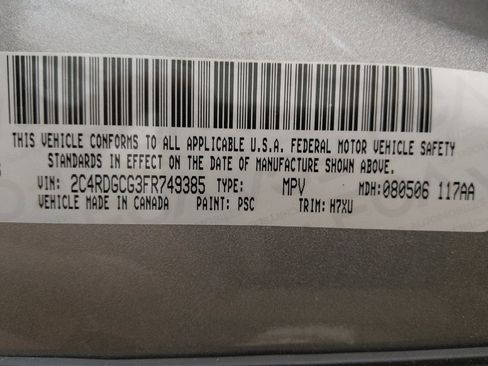 THIS VEHICLE CONFORMS TO ALL APPLICABLE U.S.A. FEDERAL MOTOR VEHICLE SAFETY
STANDARDS IN EFFECT ON THE DATE OF MANUFACTURE SHOWN ABOVE.
VIN: 2C4RDGCG3FR749385 TYPE: MPV MDH:080506 117AA
VEHICLE MADE IN CANADA PAINT: PSC TRIM: H7XU